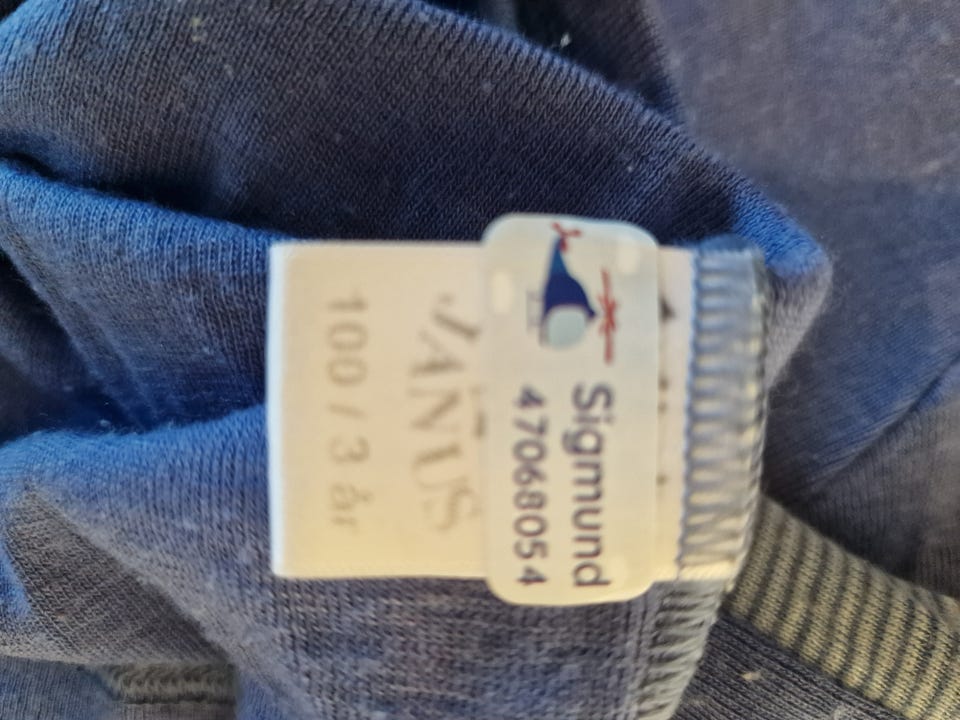 Sigmund
47068054
JANUS
100 / 3 år